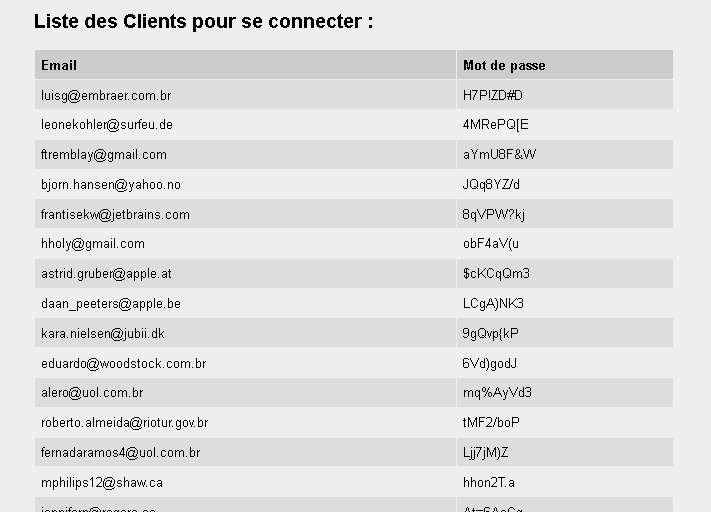 Liste des Clients pour se connecter :
Email Mot de passe
luisg@embraer.com.br H7P!ZD#D
leonekohler@surfeu.de 4MRePQ[E
ftremblay@gmail.com aYmU8F&W
bjorn.hansen@yahoo.no JQq8YZ/d
frantisekw@jetbrains.com 8qVPW?kj
hholy@gmail.com obF4aV(u
astrid.gruber@apple.at $cKCqQm3
daan_peeters@apple.be LCgA)NK3
kara.nielsen@jubii.dk 9gQvp{kP
eduardo@woodstock.com.br 6Vd)godJ
alero@uol.com.br mq%AyVd3
roberto.almeida@riotur.gov.br tMF2/boP
fernadaramos4@uol.com.br Ljj7jM)Z
mphilips12@shaw.ca hhon2T.a